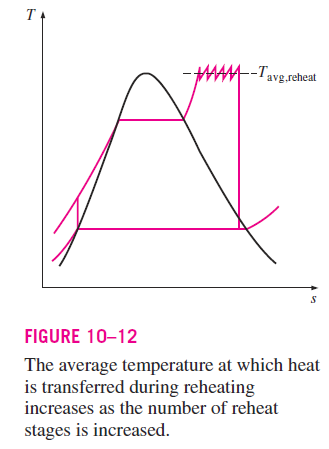 T
T avg,reheat
s
FIGURE 10–12
The average temperature at which heat
is transferred during reheating
increases as the number of reheat
stages is increased.